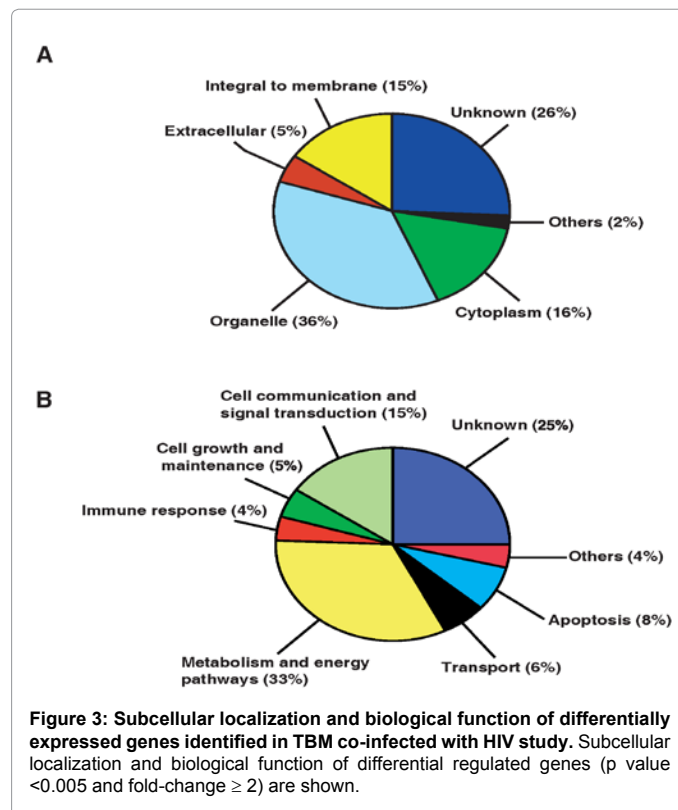 A
Integral to membrane (15%)
Unknown (26%)
Extracellular (5%)
Others (2%)
Cytoplasm (16%)
Organelle (36%)
B
Cell communication and
signal transduction (15%)
Unknown (25%)
Cell growth and
maintenance (5%)
Immune response (4%)
Others (4%)
Apoptosis (8%)
Transport (6%)
Metabolism and energy
pathways (33%)
Figure 3: Subcellular localization and biological function of differentially
expressed genes identified in TBM co-infected with HIV study. Subcellular
localization and biological function of differential regulated genes (p value
<0.005 and fold-change ≥ 2) are shown.